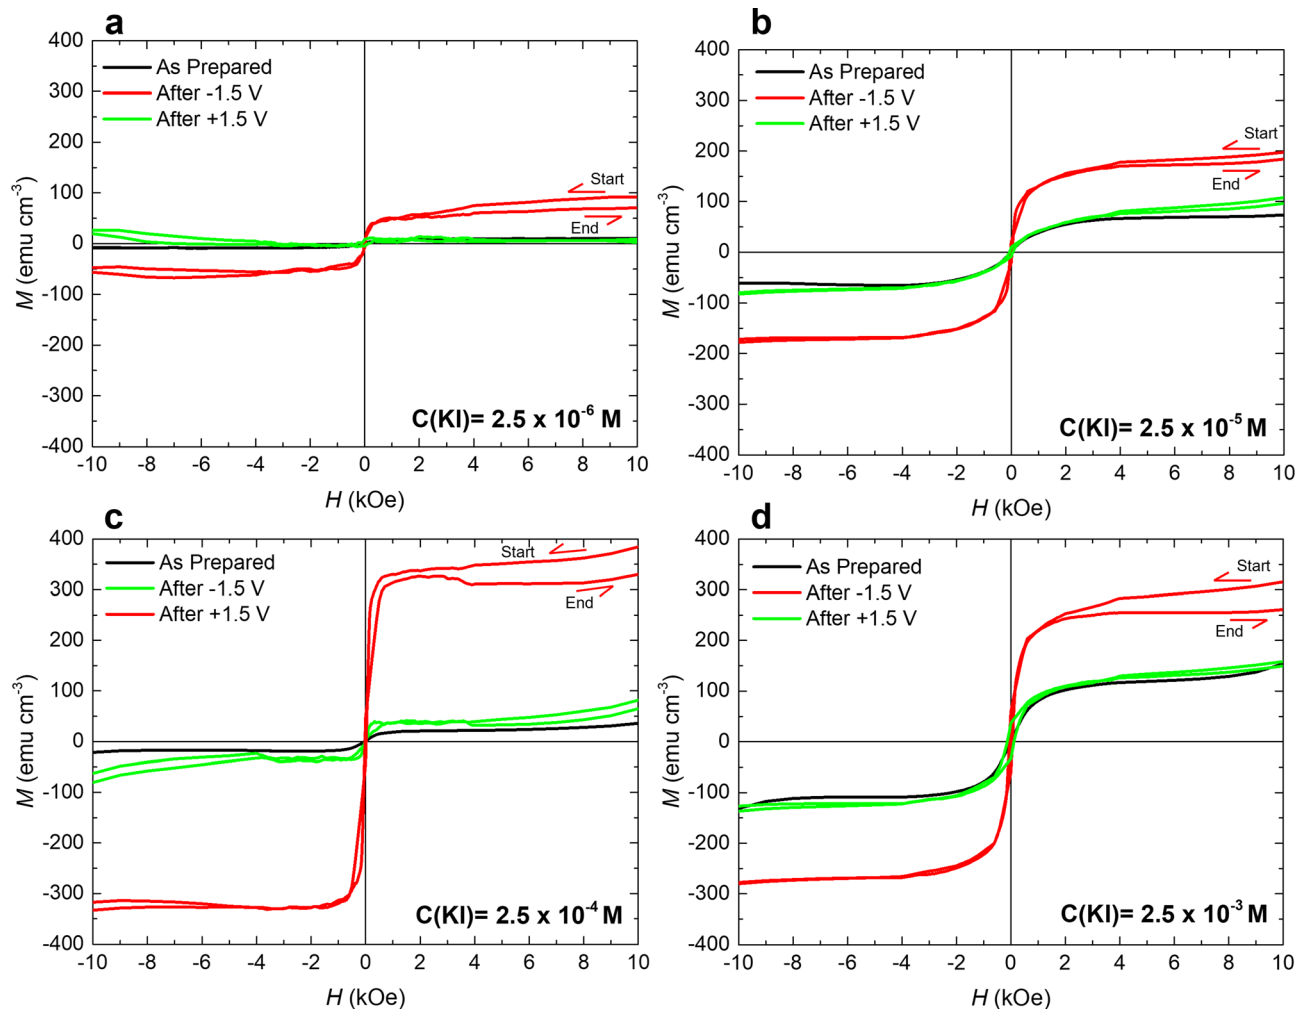 a
400
300
200
100
0
-100
-200
-300
-400
M (emu cm-3)
As Prepared
After -1.5 V
After +1.5 V
Start
End
C(KI)= 2.5 x 10-6 M
-10 -8 -6 -4 -2 0 2 4 6 8 10
H (kOe)
b
400
300
200
100
0
-100
-200
-300
-400
M (emu cm-3)
As Prepared
After -1.5 V
After +1.5 V
Start
End
C(KI)= 2.5 x 10-5 M
-10 -8 -6 -4 -2 0 2 4 6 8 10
H (kOe)
c
400
300
200
100
0
-100
-200
-300
-400
M (emu cm-3)
As Prepared
After -1.5 V
After +1.5 V
Start
End
C(KI)= 2.5 x 10-4 M
-10 -8 -6 -4 -2 0 2 4 6 8 10
H (kOe)
d
400
300
200
100
0
-100
-200
-300
-400
M (emu cm-3)
As Prepared
After -1.5 V
After +1.5 V
Start
End
C(KI)= 2.5 x 10-3 M
-10 -8 -6 -4 -2 0 2 4 6 8 10
H (kOe)